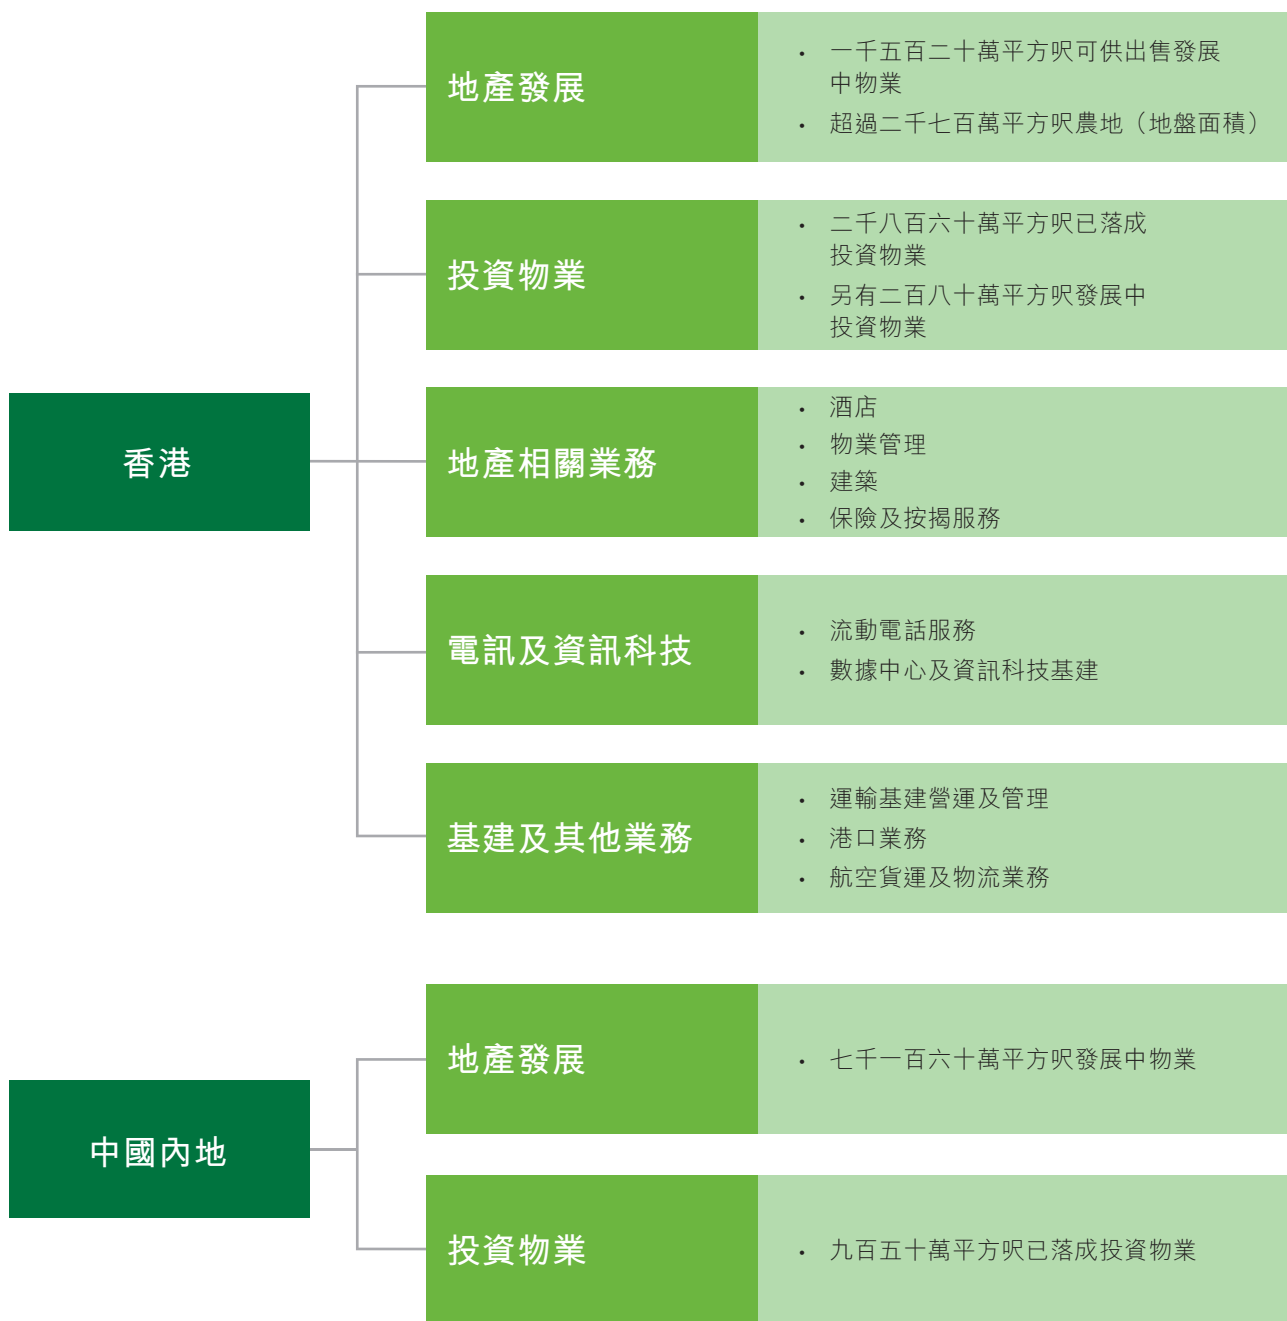 香港
地產發展
• 一千五百二十萬平方呎可供出售發展
中物業
• 超過二千七百萬平方呎農地（地盤面積）
投資物業
• 二千八百六十萬平方呎已落成
投資物業
• 另有二百八十萬平方呎發展中
投資物業
地產相關業務
• 酒店
• 物業管理
• 建築
• 保險及按揭服務
電訊及資訊科技
• 流動電話服務
• 數據中心及資訊科技基建
基建及其他業務
• 運輸基建營運及管理
• 港口業務
• 航空貨運及物流業務
中國內地
地產發展
• 七千一百六十萬平方呎發展中物業
投資物業
• 九百五十萬平方呎已落成投資物業